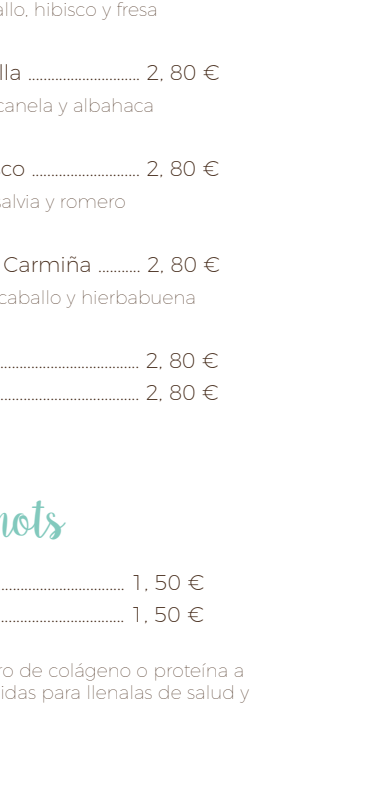 allo, hibisco y fresa
lla ............................ 2, 80 €
canela y albahaca
co ........................... 2, 80 €
salvia y romero
Carmiña ........... 2, 80 €
caballo y hierbabuena
................................... 2, 80 €
................................... 2, 80 €
hots
............................... 1, 50 €
............................... 1, 50 €
ro de colágeno o proteína a
idas para llenalas de salud y